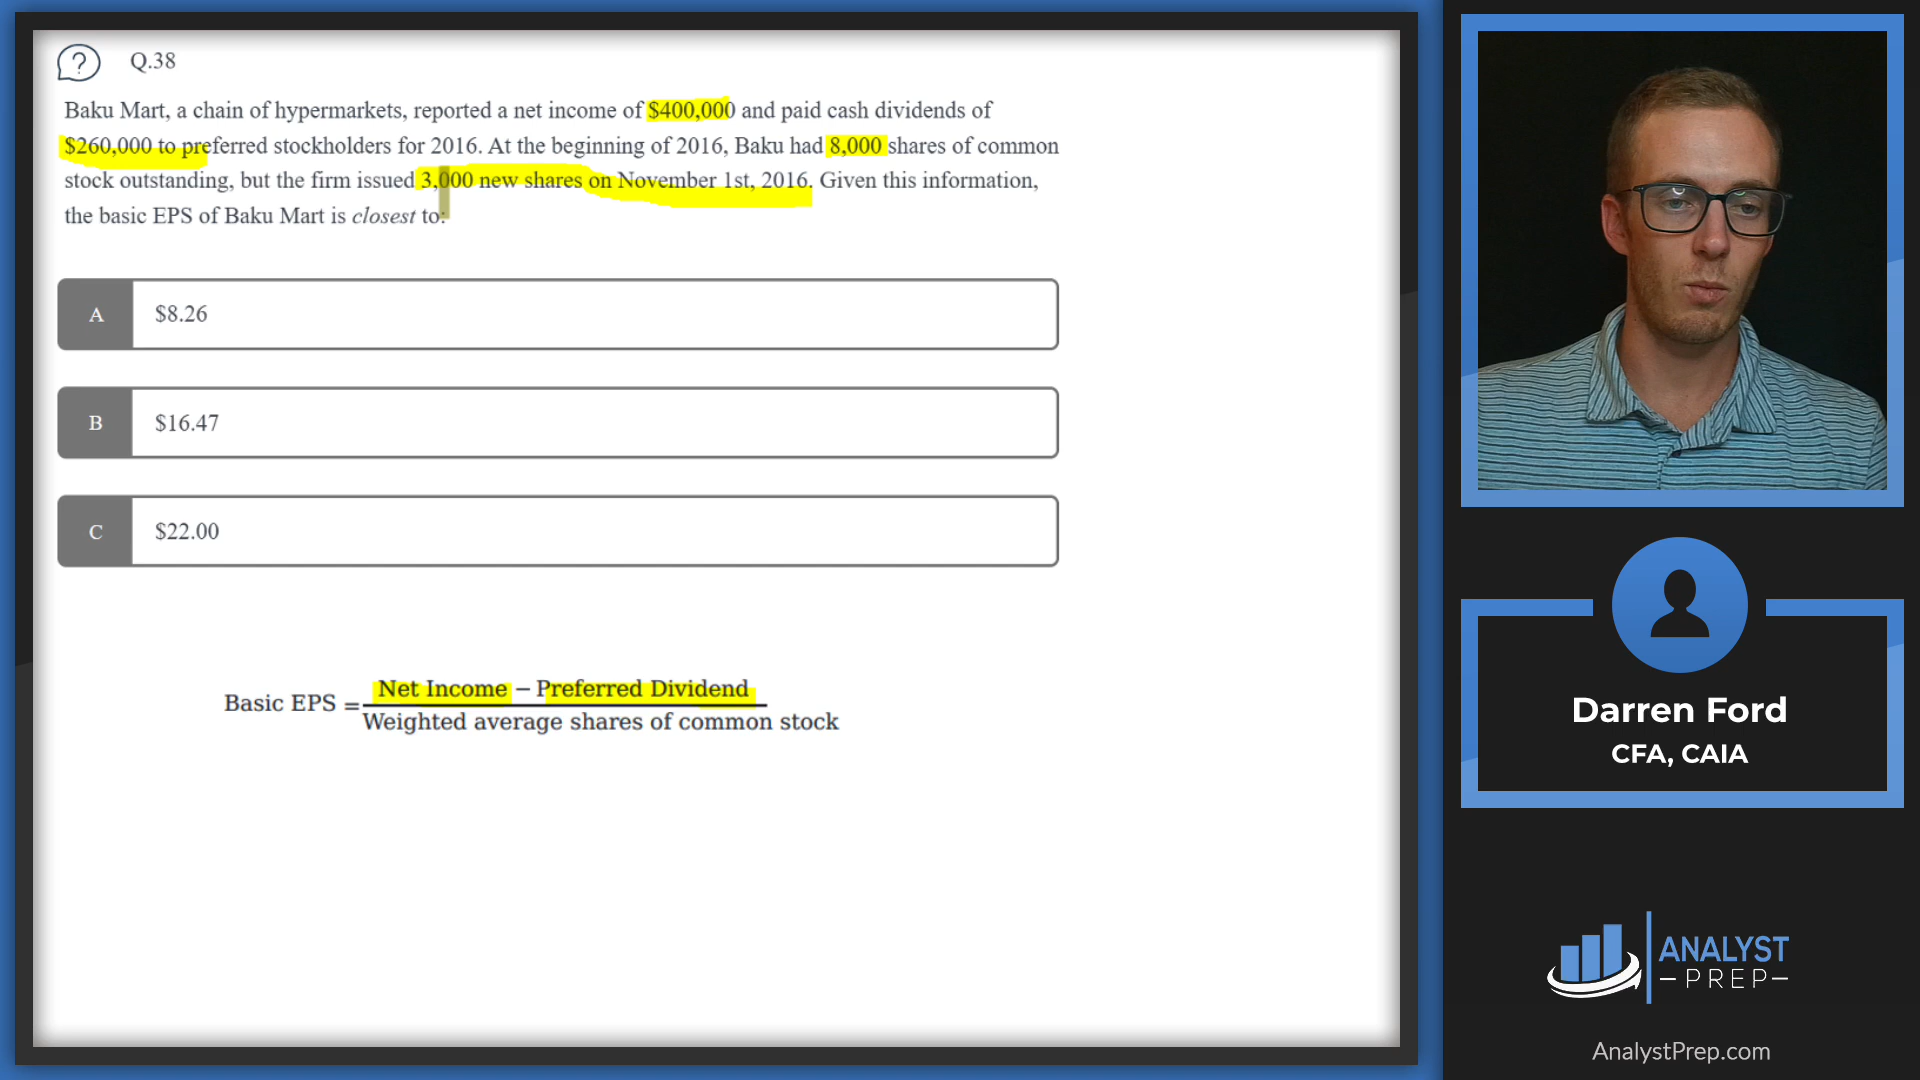 ? Q.38
Baku Mart, a chain of hypermarkets, reported a net income of $400,000 and paid cash dividends of
$260,000 to preferred stockholders for 2016. At the beginning of 2016, Baku had 8,000 shares of common
stock outstanding, but the firm issued 3,000 new shares on November 1st, 2016. Given this information,
the basic EPS of Baku Mart is closest to:
A $8.26
B $16.47
C $22.00
Net Income − Preferred Dividend
Basic EPS =
Weighted average shares of common stock
Darren Ford
CFA, CAIA
ANALYST
PREP
AnalystPrep.com